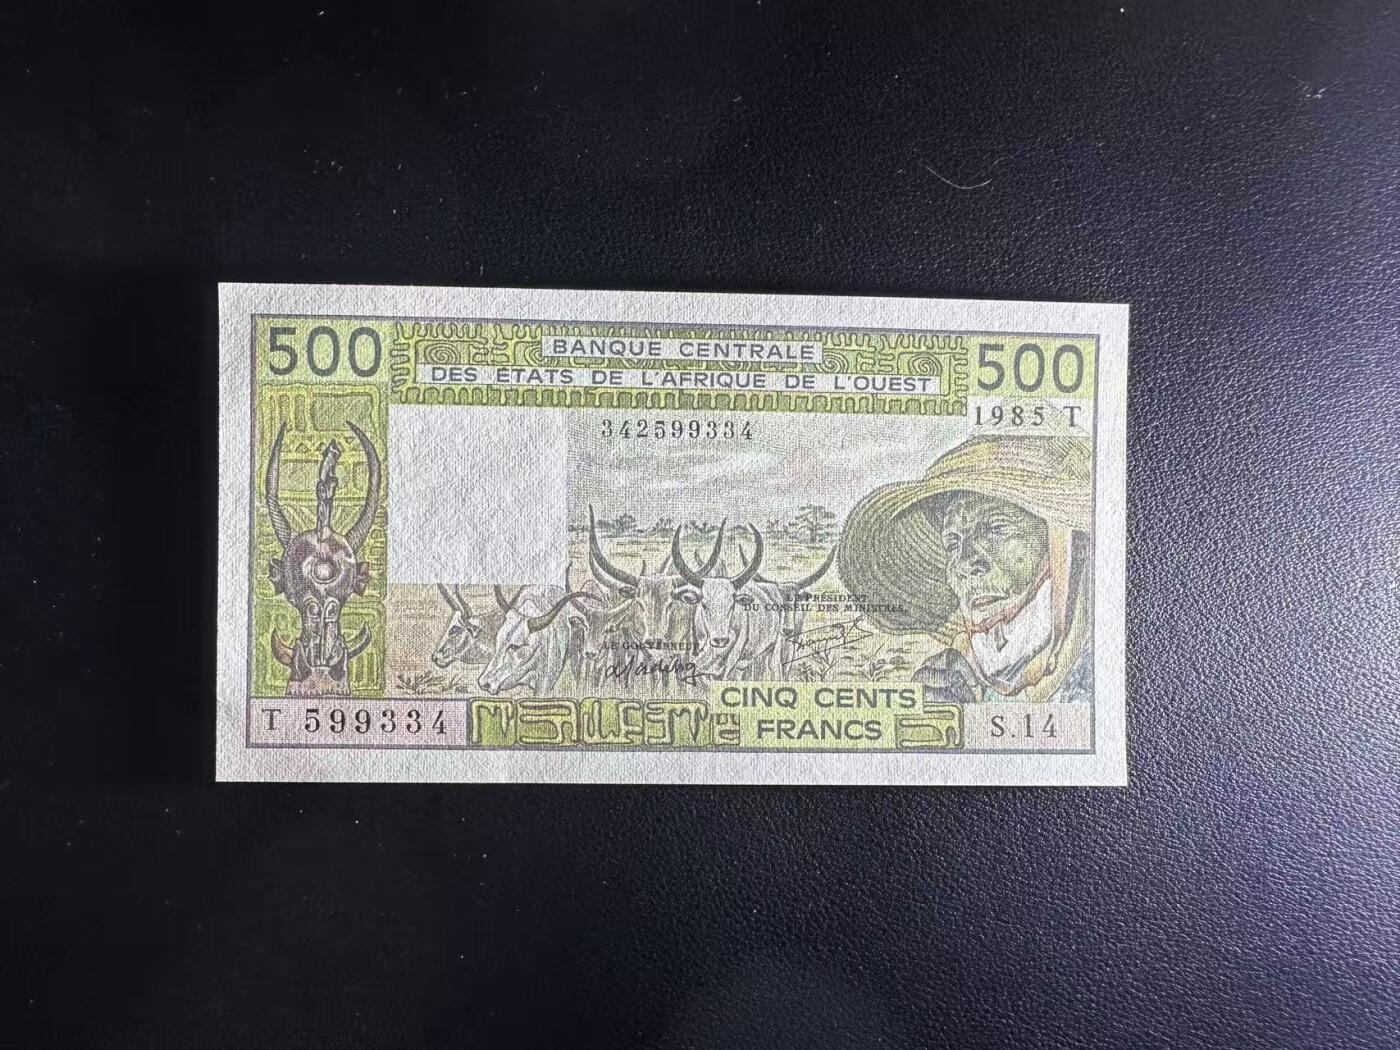 500
BANQUE CENTRALE
DES ÉTATS DE L'AFRIQUE DE L'OUEST
500
1985 T
342599334
LE PRÉSIDENT
DU CONSEIL DES MINISTRES,
LE GOUVERNEUR,
T 599334
CINQ CENTS
FRANCS
S.14